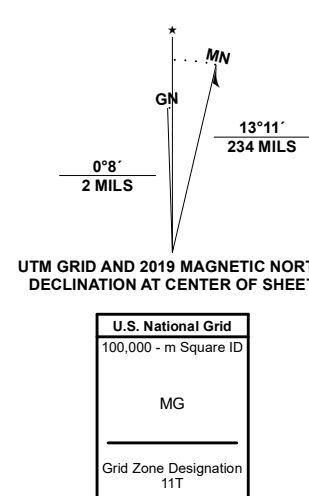 ★
MN
GN
13°11´
234 MILS
0°8´
2 MILS
UTM GRID AND 2019 MAGNETIC NORT
DECLINATION AT CENTER OF SHEET
U.S. National Grid
100,000 - m Square ID
MG
Grid Zone Designation
11T